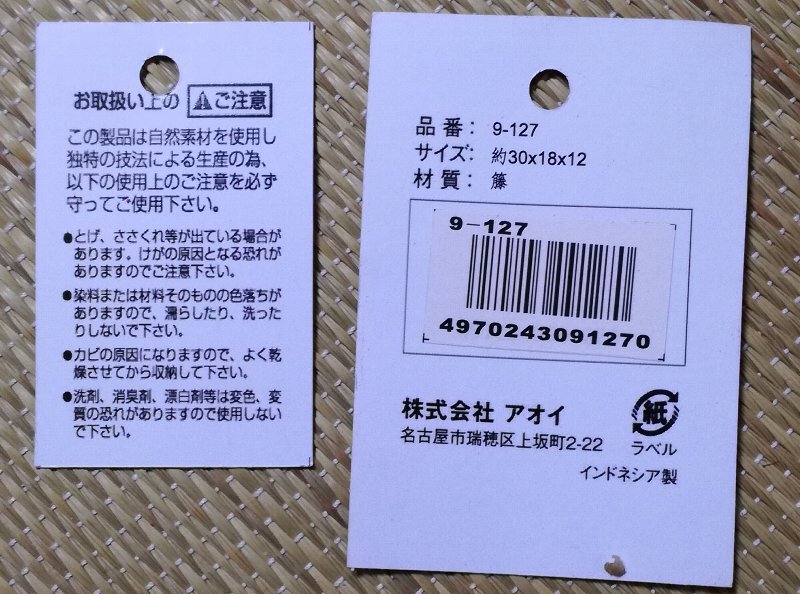 お取扱い上の ⚠ご注意
この製品は自然素材を使用し
独特の技法による生産の為、
以下の使用上のご注意を必ず
守ってご使用下さい。
●とげ、ささくれ等が出ている場合が
あります。けがの原因となる恐れが
ありますのでご注意下さい。
●染料または材料そのものの色落ちが
ありますので、濡らしたり、洗った
りしないで下さい。
●カビの原因になりますので、よく乾
燥させてから収納して下さい。
●洗剤、消臭剤、漂白剤等は変色、変
質の恐れがありますので使用しない
で下さい。
品番: 9-127
サイズ: 約30x18x12
材質: 籐
9-127
4970243091270
株式会社 アオイ
名古屋市瑞穂区上坂町2-22
紙
ラベル
インドネシア製